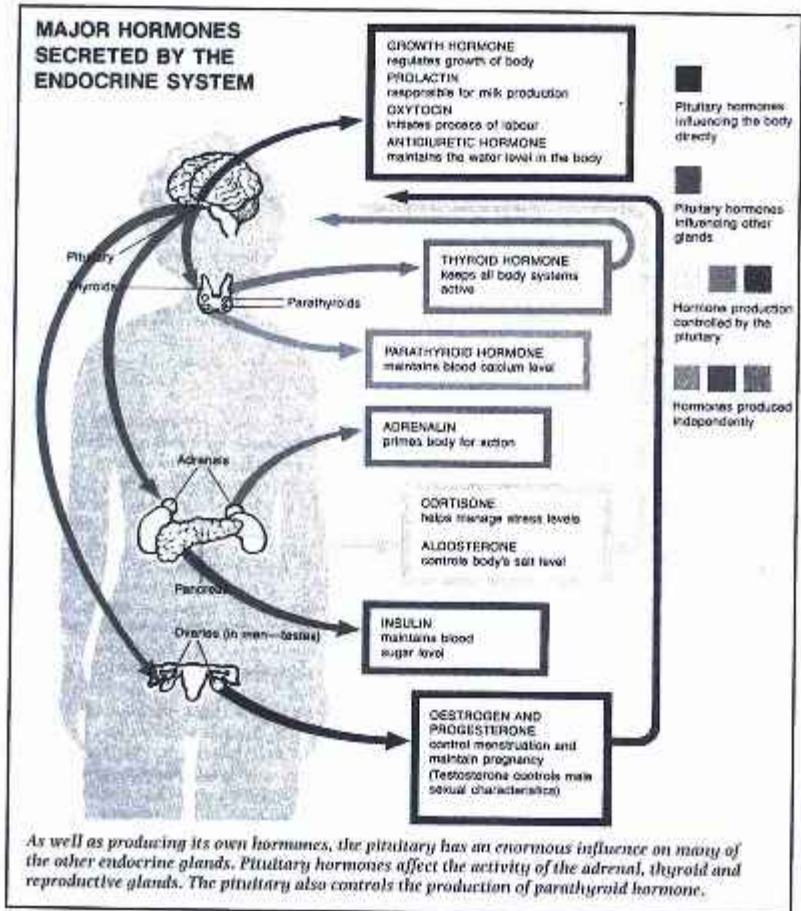 MAJOR HORMONES
SECRETED BY THE
ENDOCRINE SYSTEM
GROWTH HORMONE
regulates growth of body
PROLACTIN
responsible for milk production
OXYTOCIN
initiates process of labour
ANTIDIURETIC HORMONE
maintains the water level in the body
Pituitary hormones
influencing the body
directly
Pituitary hormones
influencing other
glands
Hormone production
controlled by the
pituitary
Hormones produced
independently
Pituitary
Thyroids
Parathyroids
THYROID HORMONE
keeps all body systems
active
PARATHYROID HORMONE
maintains blood calcium level
ADRENALIN
primes body for action
Adrenals
CORTISONE
helps manage stress levels
ALDOSTERONE
controls body's salt level
Pancreas
INSULIN
maintains blood
sugar level
Ovaries (in men—testes)
OESTROGEN AND
PROGESTERONE
control menstruation and
maintain pregnancy
(Testosterone controls male
sexual characteristics)
As well as producing its own hormones, the pituitary has an enormous influence on many of
the other endocrine glands. Pituitary hormones affect the activity of the adrenal, thyroid and
reproductive glands. The pituitary also controls the production of parathyroid hormone.